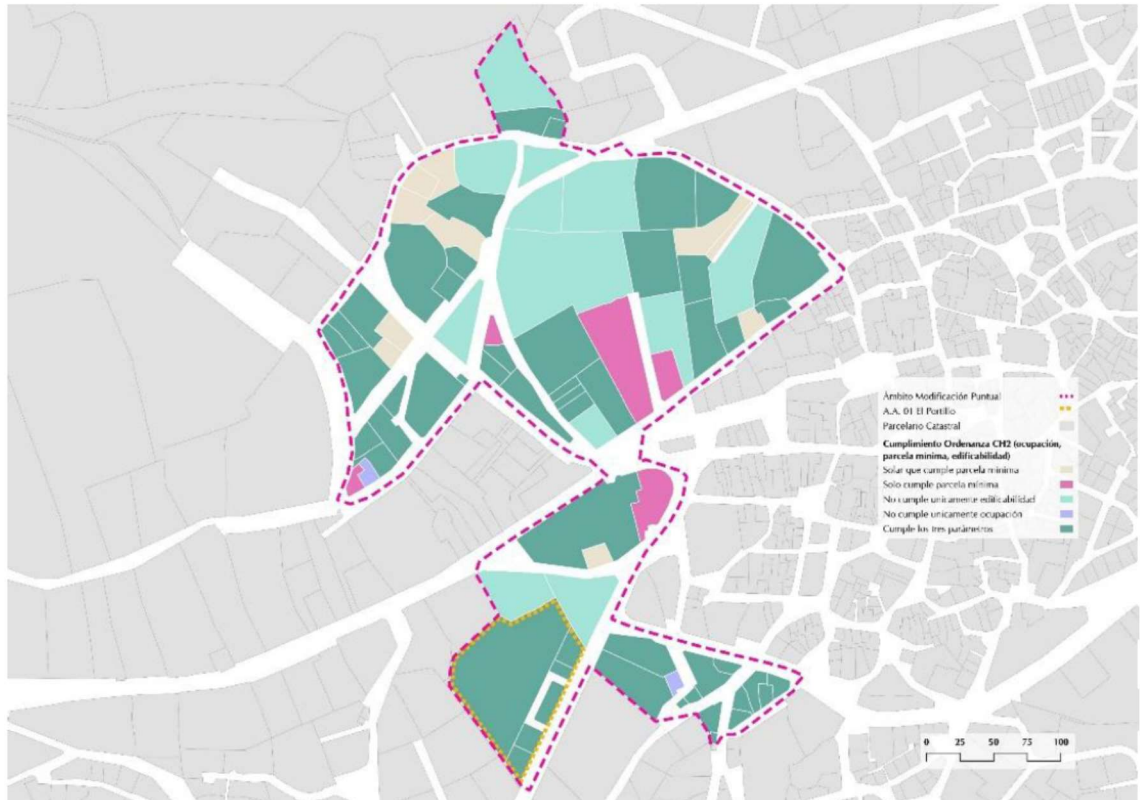 Ámbito Modificación Puntual
A.A. 01 El Portillo
Parcelario Catastral
Cumplimiento Ordenanza CH2 (ocupación,
parcela mínima, edificabilidad)
Solar que cumple parcela mínima
Solo cumple parcela mínima
No cumple unicamente edificabilidad
No cumple unicamente ocupación
Cumple los tres parámetros
0 25 50 75 100